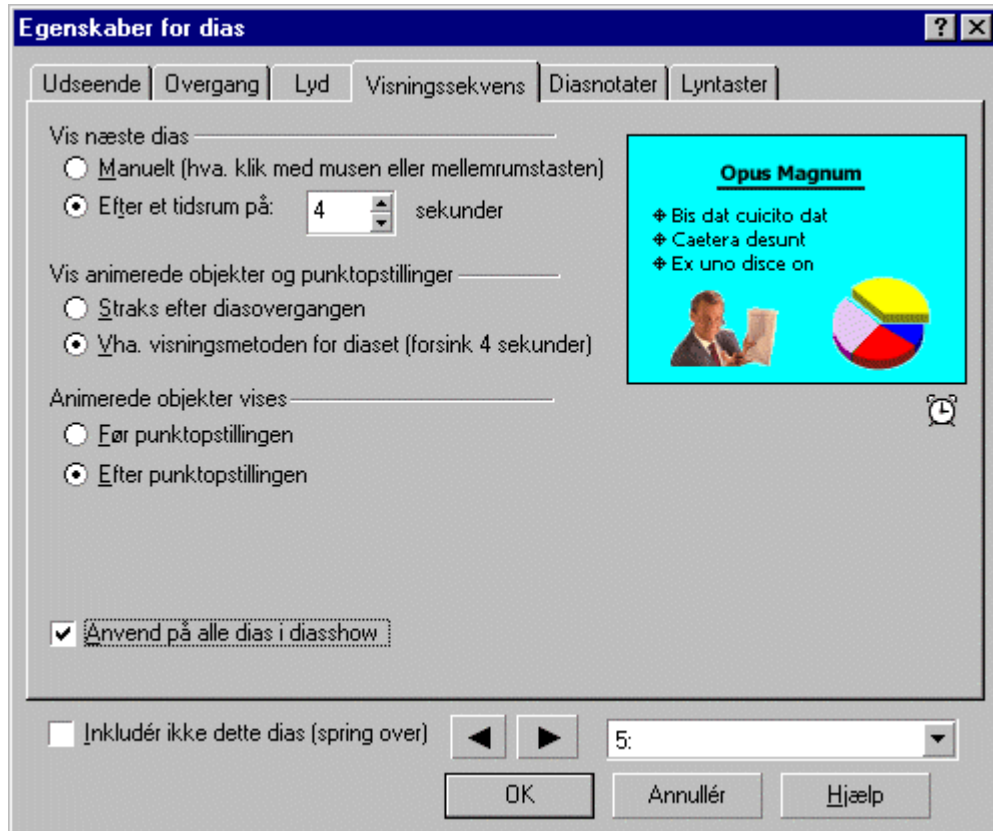 Egenskaber for dias
Udseende Overgang Lyd Visningssekvens Diasnotater Lyntaster
Vis næste dias
Manuelt (hva. klik med musen eller mellemrumstasten)
Efter et tidsrum på: 4 sekunder
Vis animerede objekter og punktopstillinger
Straks efter diasovergangen
Vha. visningsmetoden for diaset (forsink 4 sekunder)
Animerede objekter vises
Før punktopstillingen
Efter punktopstillingen
Opus Magnum
Bis dat cuicito dat
Caetera desunt
Ex uno disce on
Anvend på alle dias i diasshow
Inkludér ikke dette dias (spring over) 5:
OK Annullér Hjælp